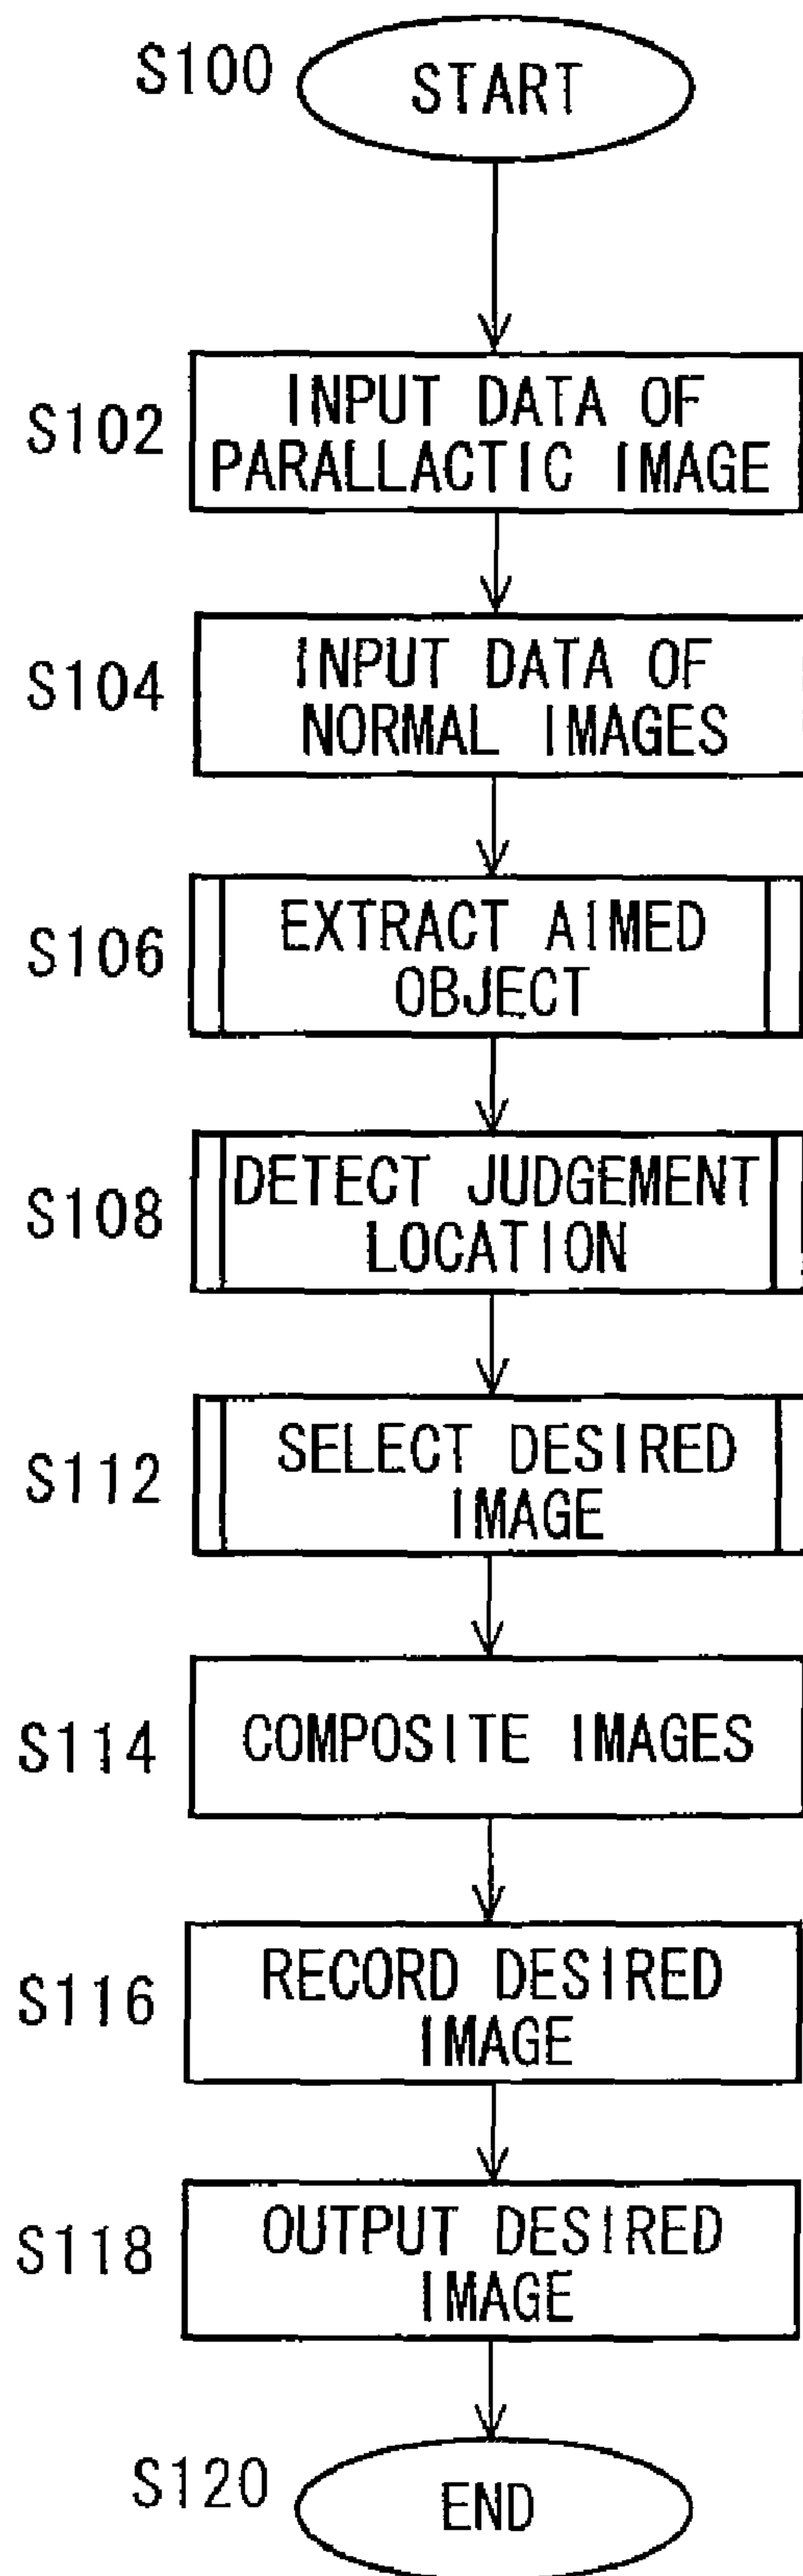 S100
START
S102
INPUT DATA OF
PARALLACTIC IMAGE
S104
INPUT DATA OF
NORMAL IMAGES
S106
EXTRACT AIMED
OBJECT
S108
DETECT JUDGEMENT
LOCATION
S112
SELECT DESIRED
IMAGE
S114
COMPOSITE IMAGES
S116
RECORD DESIRED
IMAGE
S118
OUTPUT DESIRED
IMAGE
S120
END